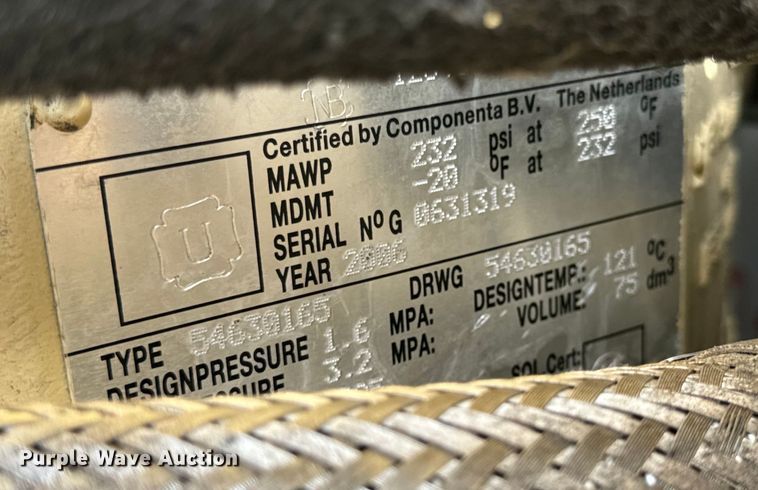 NB
Certified by Componenta B.V. The Netherlands
MAWP 232 psi at 250 °F
MDMT -20 °F at 232 psi
SERIAL Nº G 0631319
YEAR 2006
U
TYPE 54630165 DRWG 54630165
DESIGNPRESSURE 1.6 MPA: DESIGNTEMP.: 121 °C
3.2 MPA: VOLUME: 75 dm³
SOL.Cert:
Purple Wave Auction